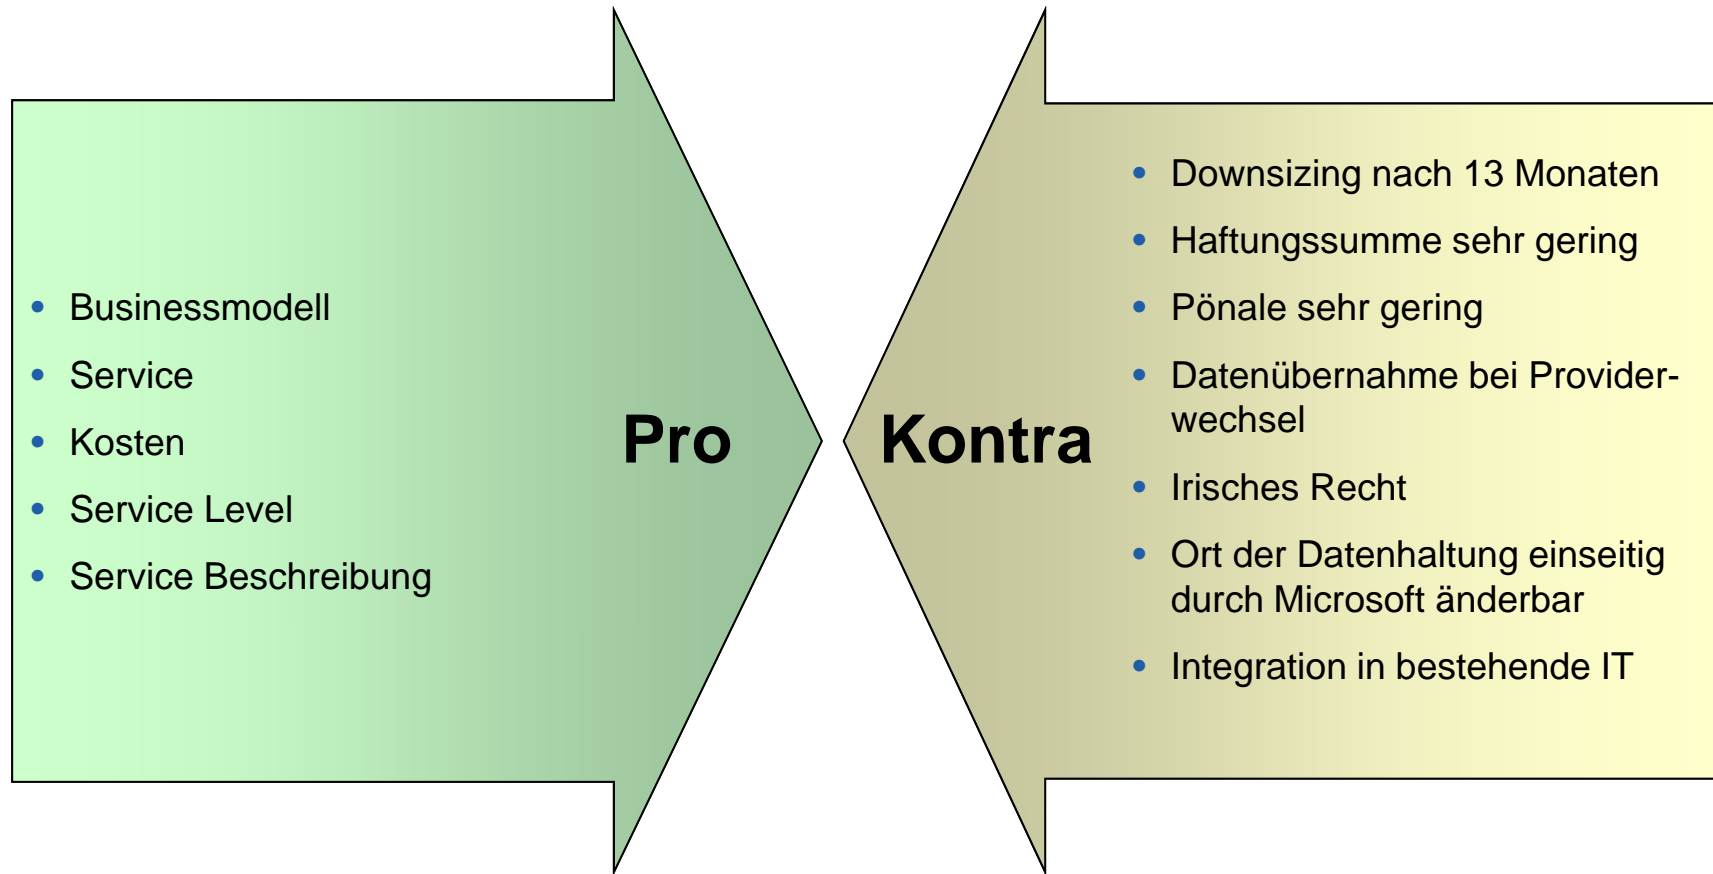 • Businessmodell
• Service
• Kosten
• Service Level
• Service Beschreibung
Pro
Kontra
• Downsizing nach 13 Monaten
• Haftungssumme sehr gering
• Pönale sehr gering
• Datenübernahme bei Provider-
wechsel
• Irisches Recht
• Ort der Datenhaltung einseitig
durch Microsoft änderbar
• Integration in bestehende IT